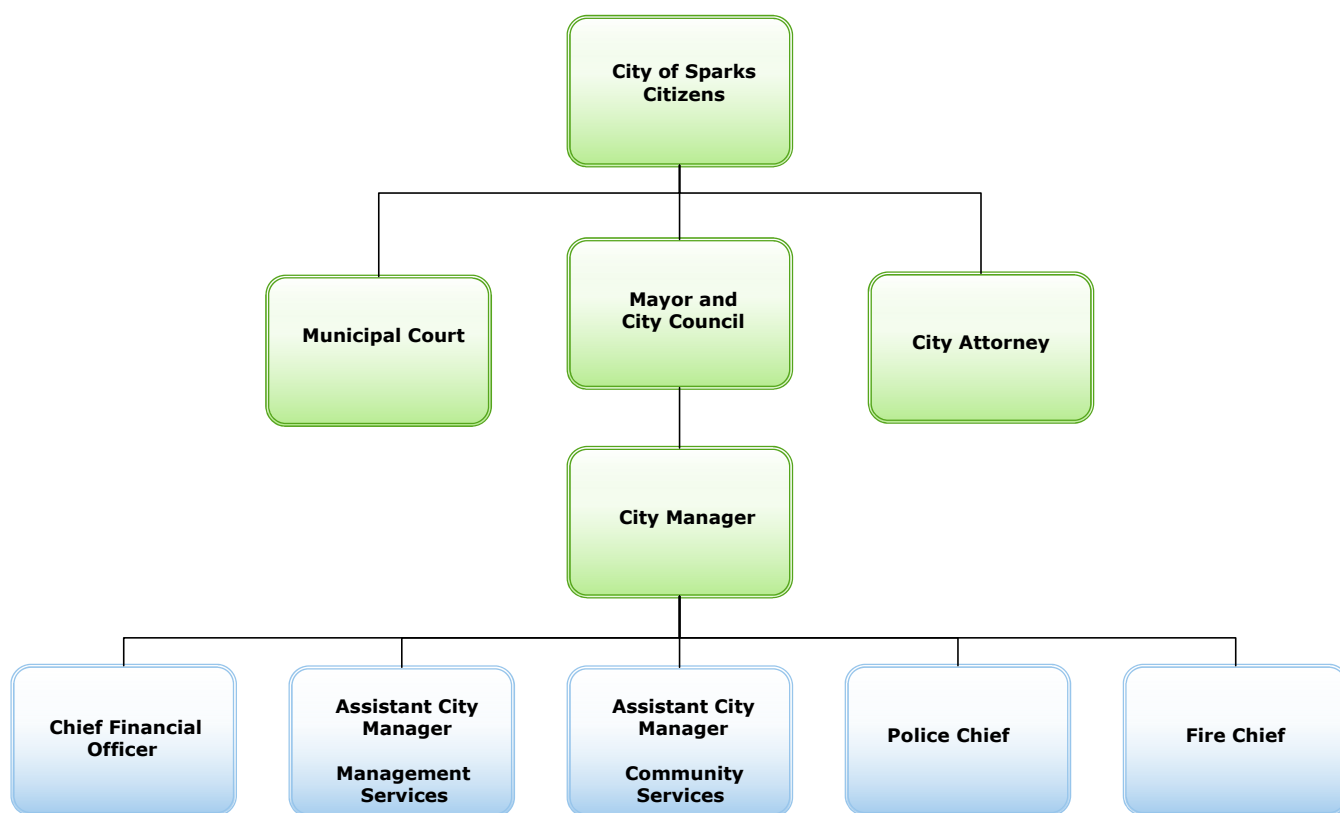 City of Sparks
Citizens
Municipal Court
Mayor and
City Council
City Attorney
City Manager
Chief Financial
Officer
Assistant City
Manager
Management
Services
Assistant City
Manager
Community
Services
Police Chief
Fire Chief